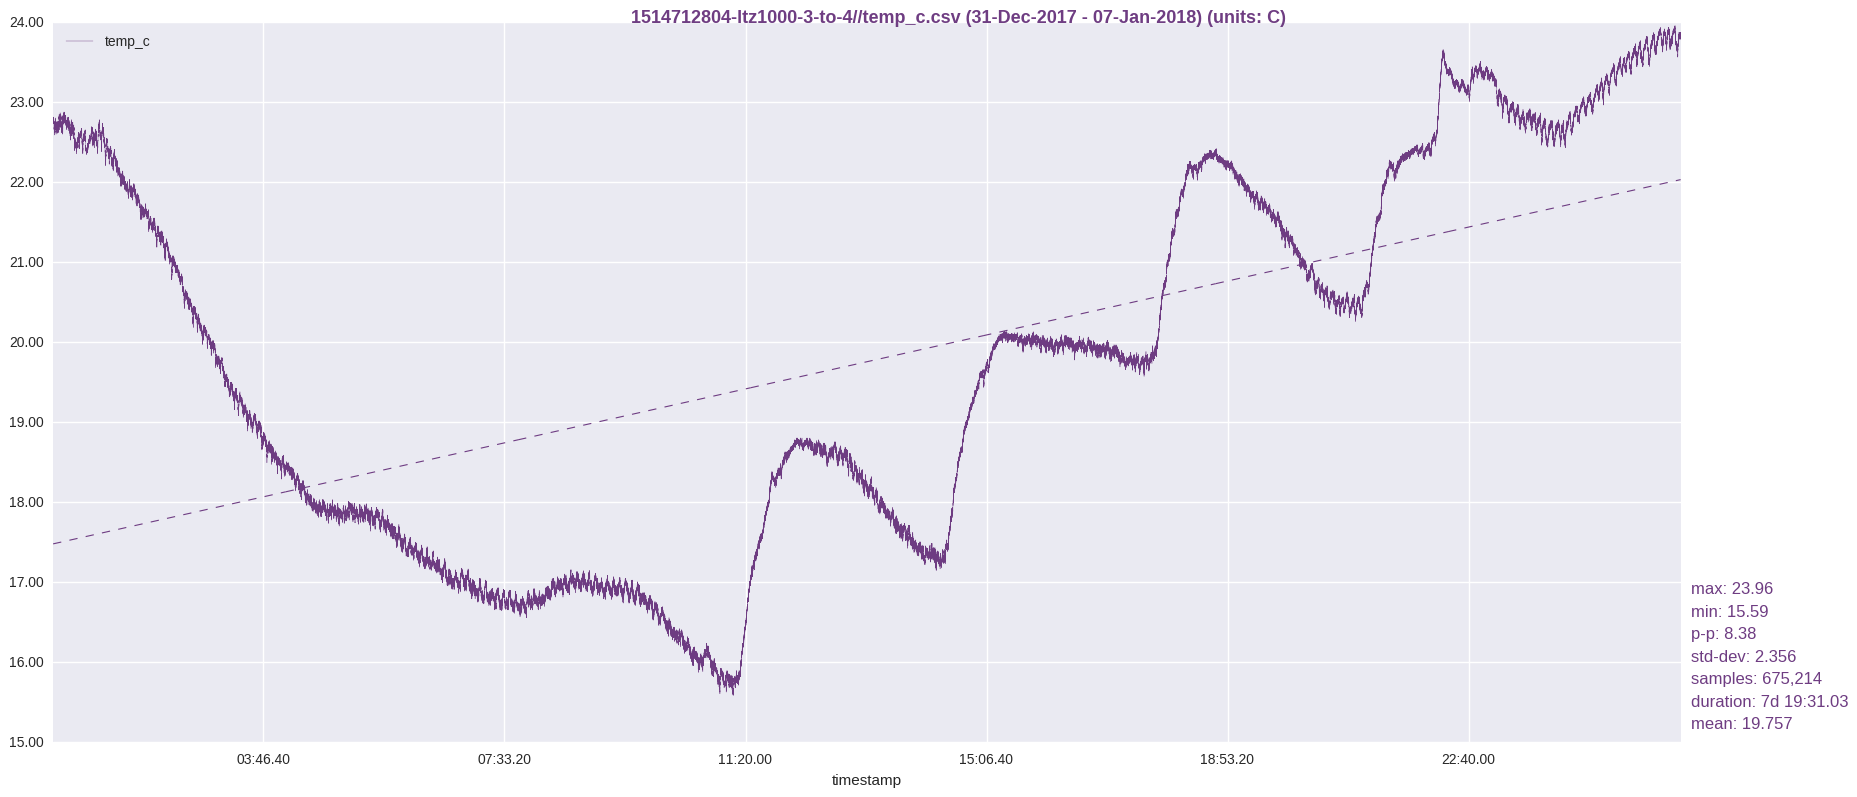 1514712804-ltz1000-3-to-4//temp_c.csv (31-Dec-2017 - 07-Jan-2018) (units: C)
temp_c
24.00
23.00
22.00
21.00
20.00
19.00
18.00
17.00
16.00
15.00
03:46.40 07:33.20 11:20.00 15:06.40 18:53.20 22:40.00
timestamp
max: 23.96
min: 15.59
p-p: 8.38
std-dev: 2.356
samples: 675,214
duration: 7d 19:31.03
mean: 19.757